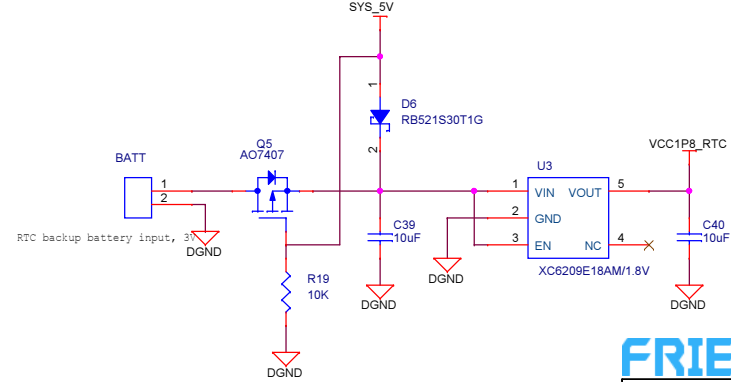 SYS_5V
1
D6
RB521S30T1G
2
Q5
AO7407
BATT
1
2
RTC backup battery input, 3V
DGND
C39
10uF
DGND
R19
10K
DGND
U3
1
VIN
VOUT
5
2
GND
3
EN
NC
4
XC6209E18AM/1.8V
DGND
VCC1P8_RTC
C40
10uF
DGND
FRIE